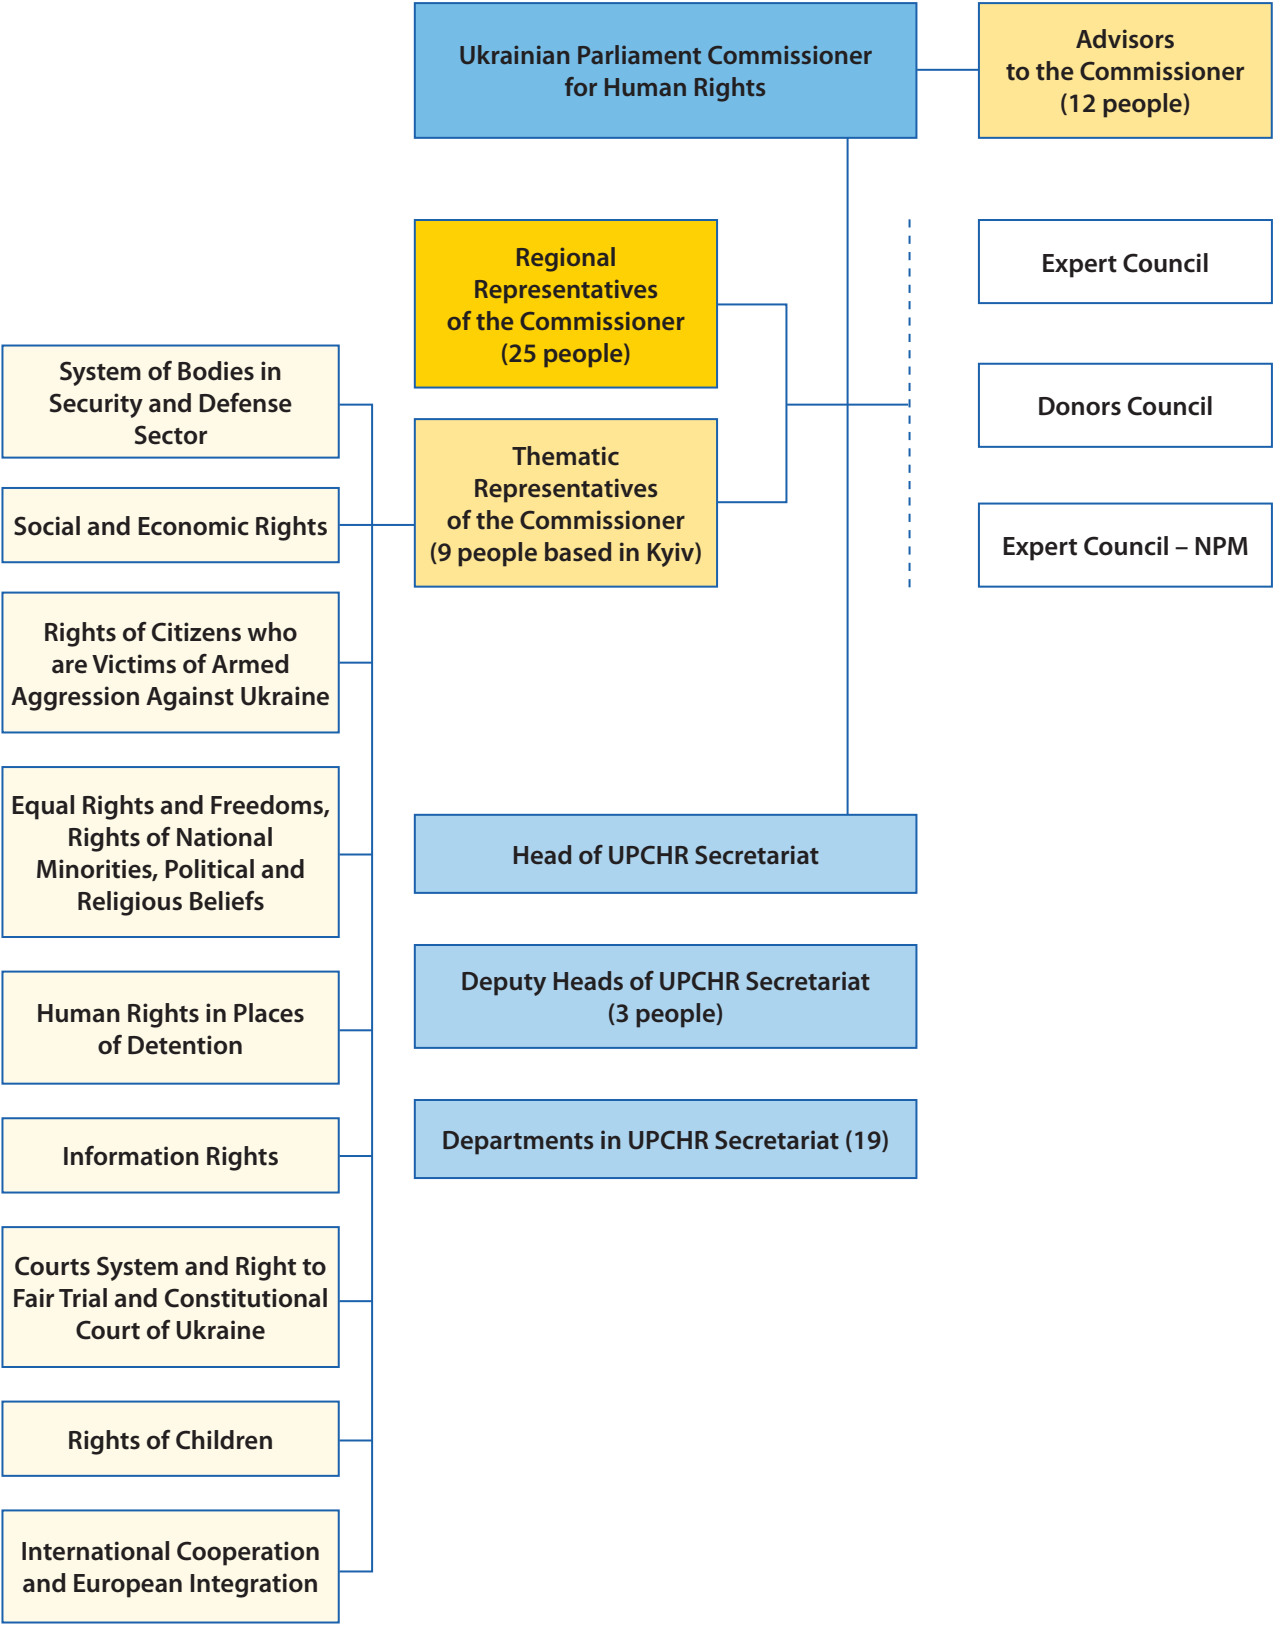 Ukrainian Parliament Commissioner
for Human Rights
Advisors
to the Commissioner
(12 people)
Regional
Representatives
of the Commissioner
(25 people)
Expert Council
Donors Council
Expert Council – NPM
Thematic
Representatives
of the Commissioner
(9 people based in Kyiv)
System of Bodies in
Security and Defense
Sector
Social and Economic Rights
Rights of Citizens who
are Victims of Armed
Aggression Against Ukraine
Equal Rights and Freedoms,
Rights of National
Minorities, Political and
Religious Beliefs
Human Rights in Places
of Detention
Information Rights
Courts System and Right to
Fair Trial and Constitutional
Court of Ukraine
Rights of Children
International Cooperation
and European Integration
Head of UPCHR Secretariat
Deputy Heads of UPCHR Secretariat
(3 people)
Departments in UPCHR Secretariat (19)